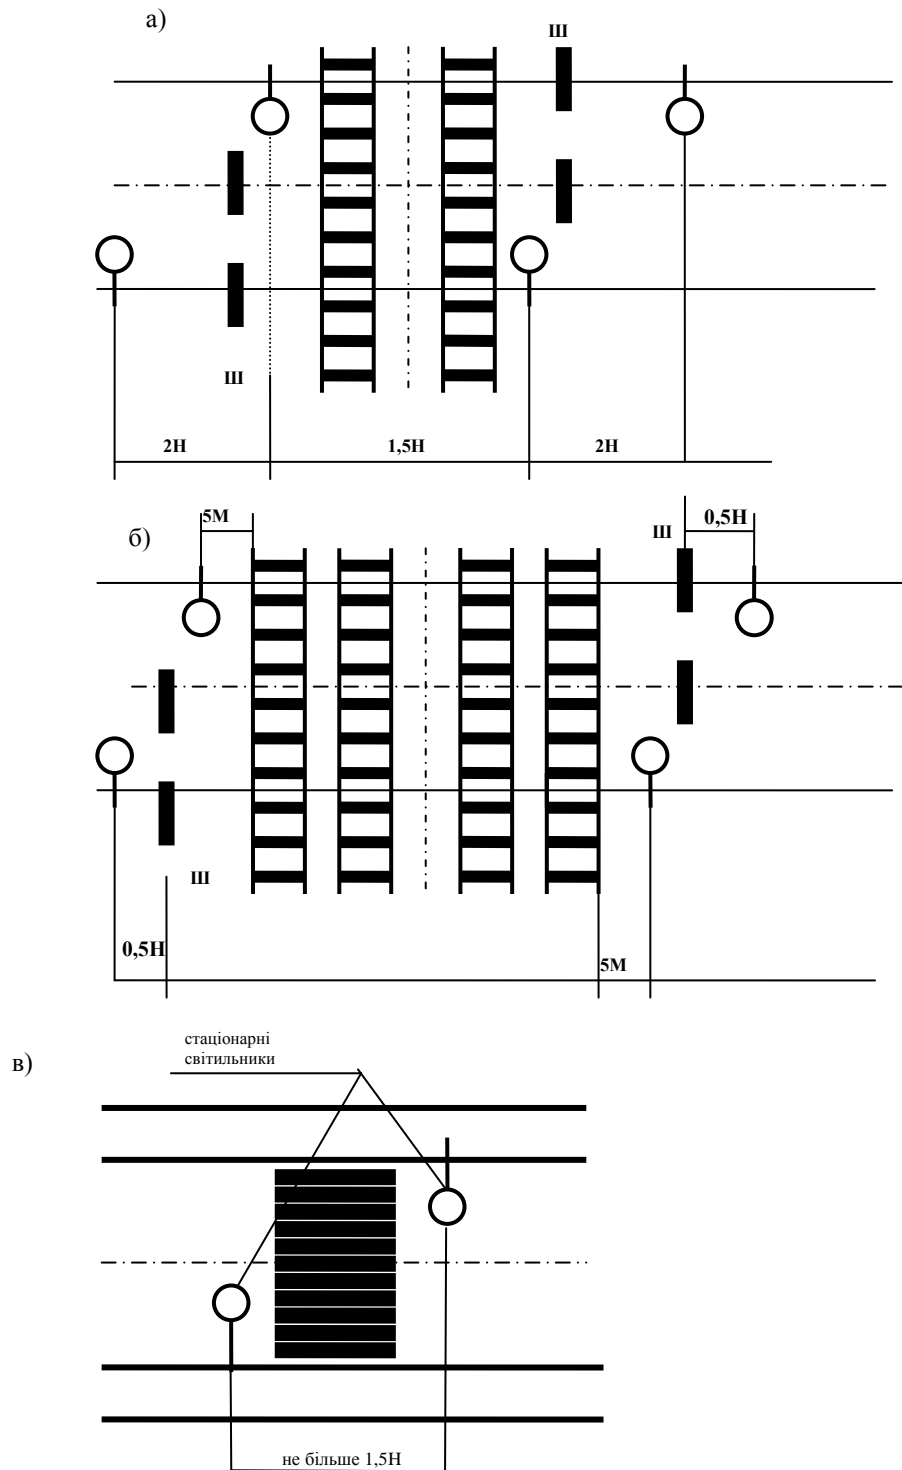 а)
Ш
Ш
2Н
1,5Н
2Н
5М
б)
Ш
0,5Н
Ш
0,5Н
5М
стаціонарні
світильники
в)
не більше 1,5Н